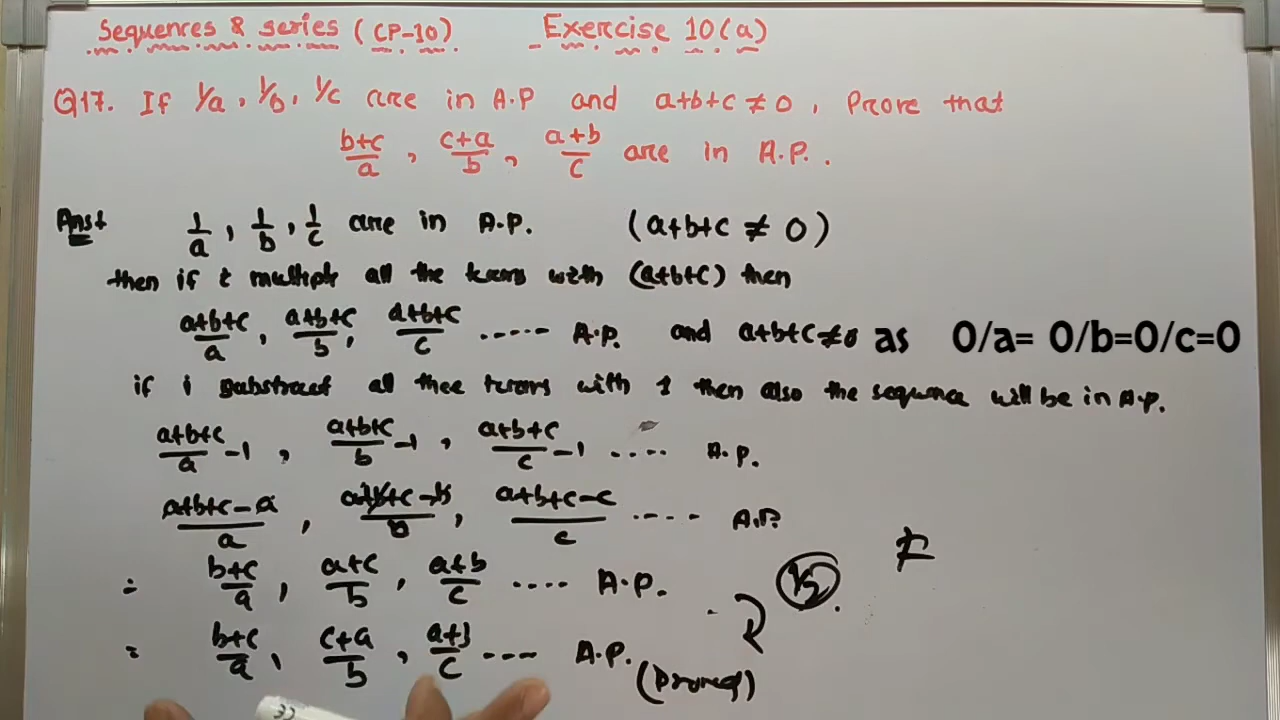 Sequences & series (CP-10) Exercise 10(a)
Q17. If 1/a, 1/b, 1/c are in A.P and a+b+c ≠ 0, Prove that
b+c/a, c+a/b, a+b/c are in A.P.
Ans: 1/a, 1/b, 1/c are in A.P. (a+b+c ≠ 0)
then if i multiply all the terms with (a+b+c) then
a+b+c/a, a+b+c/b, a+b+c/c ..... A.P. and a+b+c≠0 as 0/a= 0/b=0/c=0
if i substract all thee terms with 1 then also the sequence will be in A.P.
a+b+c/a -1, a+b+c/b -1, a+b+c/c -1 .... A.P.
a+b+c-a/a, a+b+c-b/b, a+b+c-c/c .... A.P.
= b+c/a, a+c/b, a+b/c .... A.P.
= b+c/a, c+a/b, a+b/c .... A.P.
(Proved)